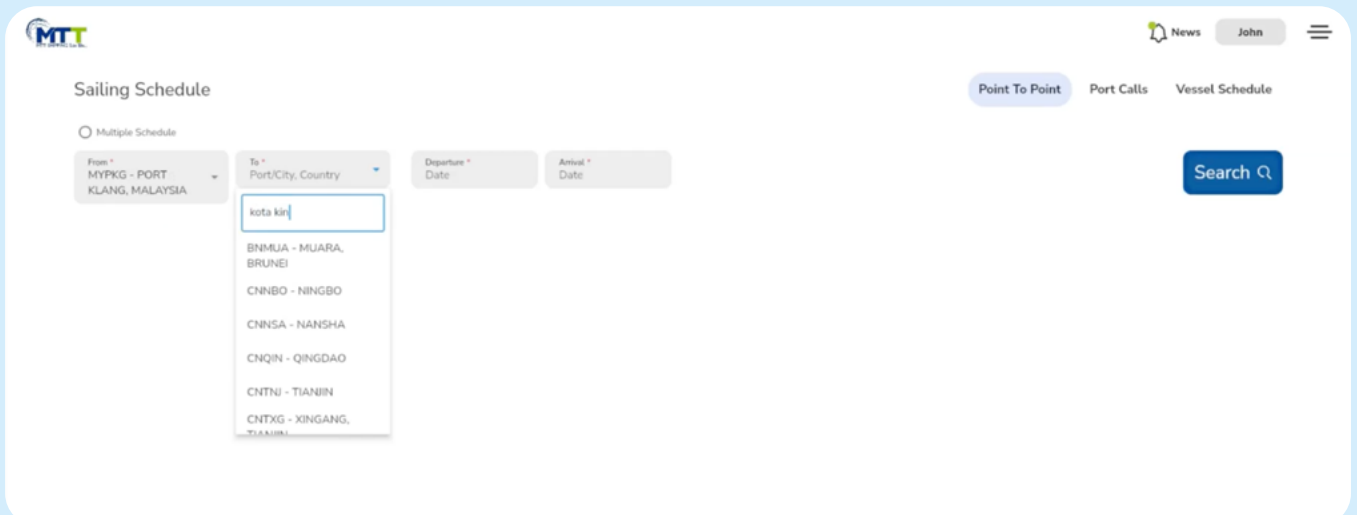 MTT
News
John
Sailing Schedule
Point To Point
Port Calls
Vessel Schedule
Multiple Schedule
From *
MYPKG - PORT
KLANG, MALAYSIA
To *
Port/City, Country
Departure *
Date
Arrival *
Date
Search
kota kin
BNMUA - MUARA,
BRUNEI
CNNBO - NINGBO
CNNSA - NANSHA
CNQIN - QINGDAO
CNTNJ - TIANJIN
CNTXG - XINGANG,
TIANJIN